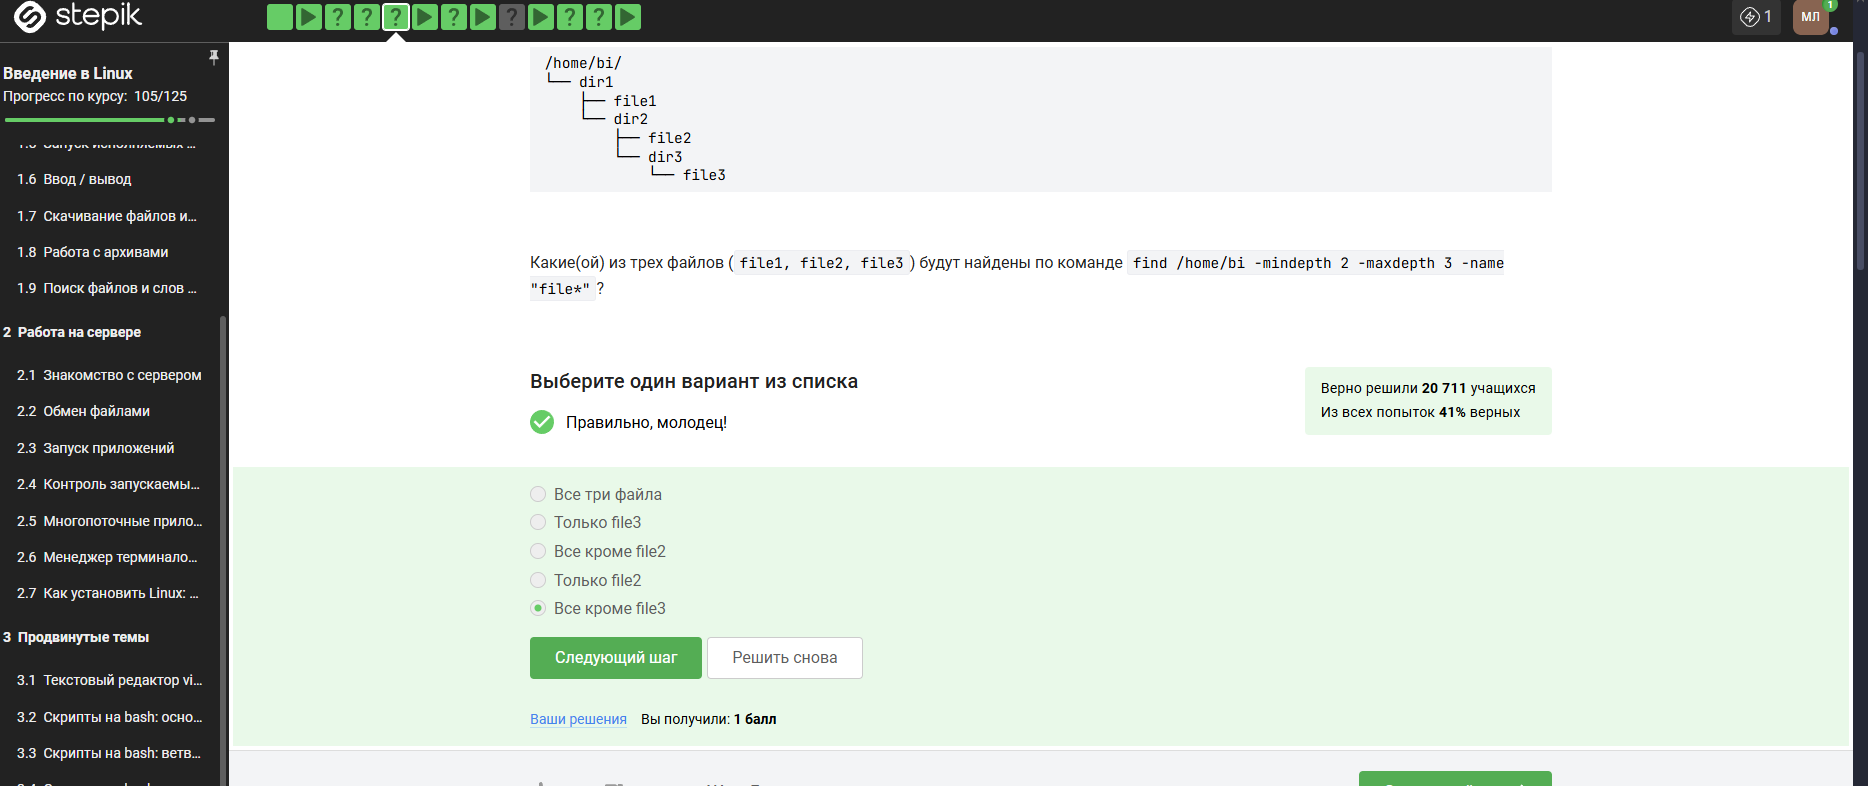 stepik
1
МЛ
1
Введение в Linux
Прогресс по курсу: 105/125
1.6 Ввод / вывод
1.7 Скачивание файлов и...
1.8 Работа с архивами
1.9 Поиск файлов и слов ...
2 Работа на сервере
2.1 Знакомство с сервером
2.2 Обмен файлами
2.3 Запуск приложений
2.4 Контроль запускаемы...
2.5 Многопоточные прило...
2.6 Менеджер терминало...
2.7 Как установить Linux: ...
3 Продвинутые темы
3.1 Текстовый редактор vi...
3.2 Скрипты на bash: осно...
3.3 Скрипты на bash: ветв...
/home/bi/
└── dir1
├── file1
└── dir2
├── file2
└── dir3
└── file3
Какие(ой) из трех файлов ( file1, file2, file3 ) будут найдены по команде find /home/bi -mindepth 2 -maxdepth 3 -name
"file*" ?
Выберите один вариант из списка
Правильно, молодец!
Верно решили 20 711 учащихся
Из всех попыток 41% верных
Все три файла
Только file3
Все кроме file2
Только file2
Все кроме file3
Следующий шаг
Решить снова
Ваши решения Вы получили: 1 балл